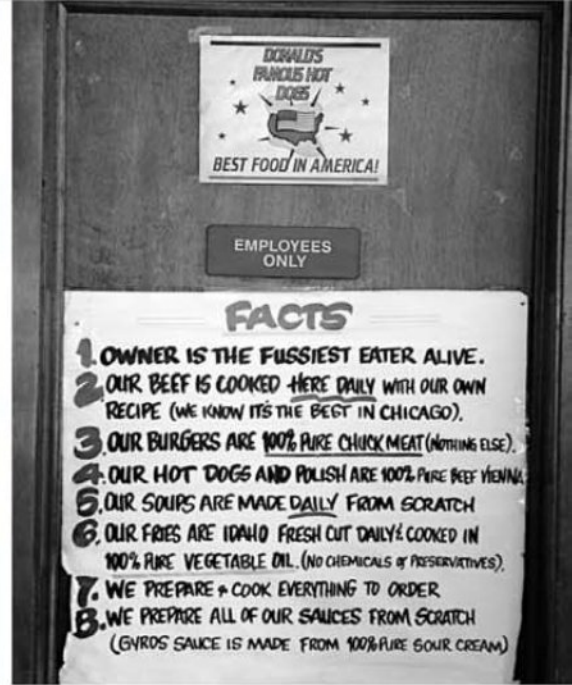 DONALD'S
FAMOUS HOT
DOGS
BEST FOOD IN AMERICA!
EMPLOYEES
ONLY
FACTS
1. OWNER IS THE FUSSIEST EATER ALIVE.
2. OUR BEEF IS COOKED HERE DAILY WITH OUR OWN
RECIPE (WE KNOW IT'S THE BEST IN CHICAGO).
3. OUR BURGERS ARE 100% PURE CHUCK MEAT (NOTHING ELSE).
4. OUR HOT DOGS AND POLISH ARE 100% PURE BEEF VIENNA
5. OUR SOUPS ARE MADE DAILY FROM SCRATCH
6. OUR FRIES ARE IDAHO FRESH CUT DAILY & COOKED IN
100% PURE VEGETABLE OIL. (NO CHEMICALS or PRESERVATIVES).
7. WE PREPARE & COOK EVERYTHING TO ORDER
8. WE PREPARE ALL OF OUR SAUCES FROM SCRATCH
(GYROS SAUCE IS MADE FROM 100% PURE SOUR CREAM)